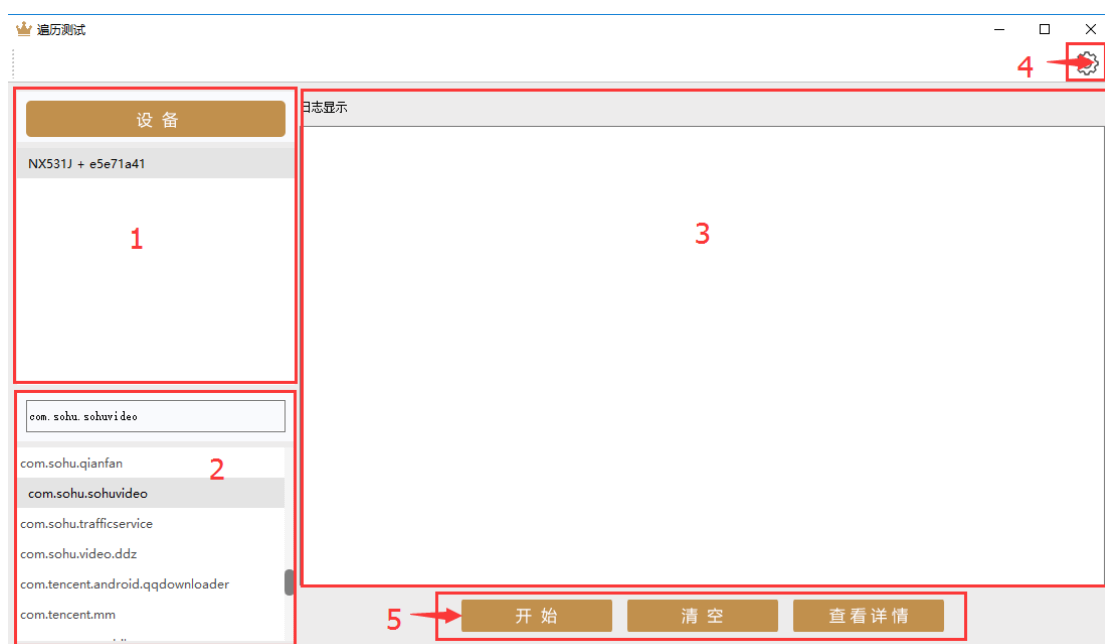 遍历测试
4
设 备
日志显示
NX531J + e5e71a41
1
3
com.sohu.sohuvideo
com.sohu.qianfan
2
com.sohu.sohuvideo
com.sohu.trafficservice
com.sohu.video.ddz
com.tencent.android.qqdownloader
com.tencent.mm
5
开 始
清 空
查看详情